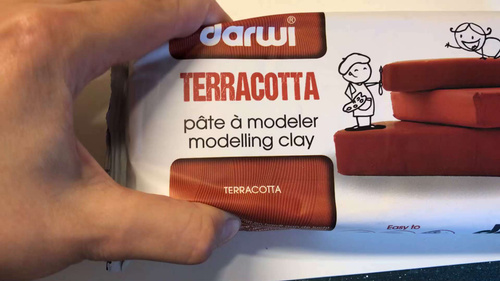 darwi®
TERRACOTTA
pâte à modeler
modelling clay
TERRACOTTA
Easy to